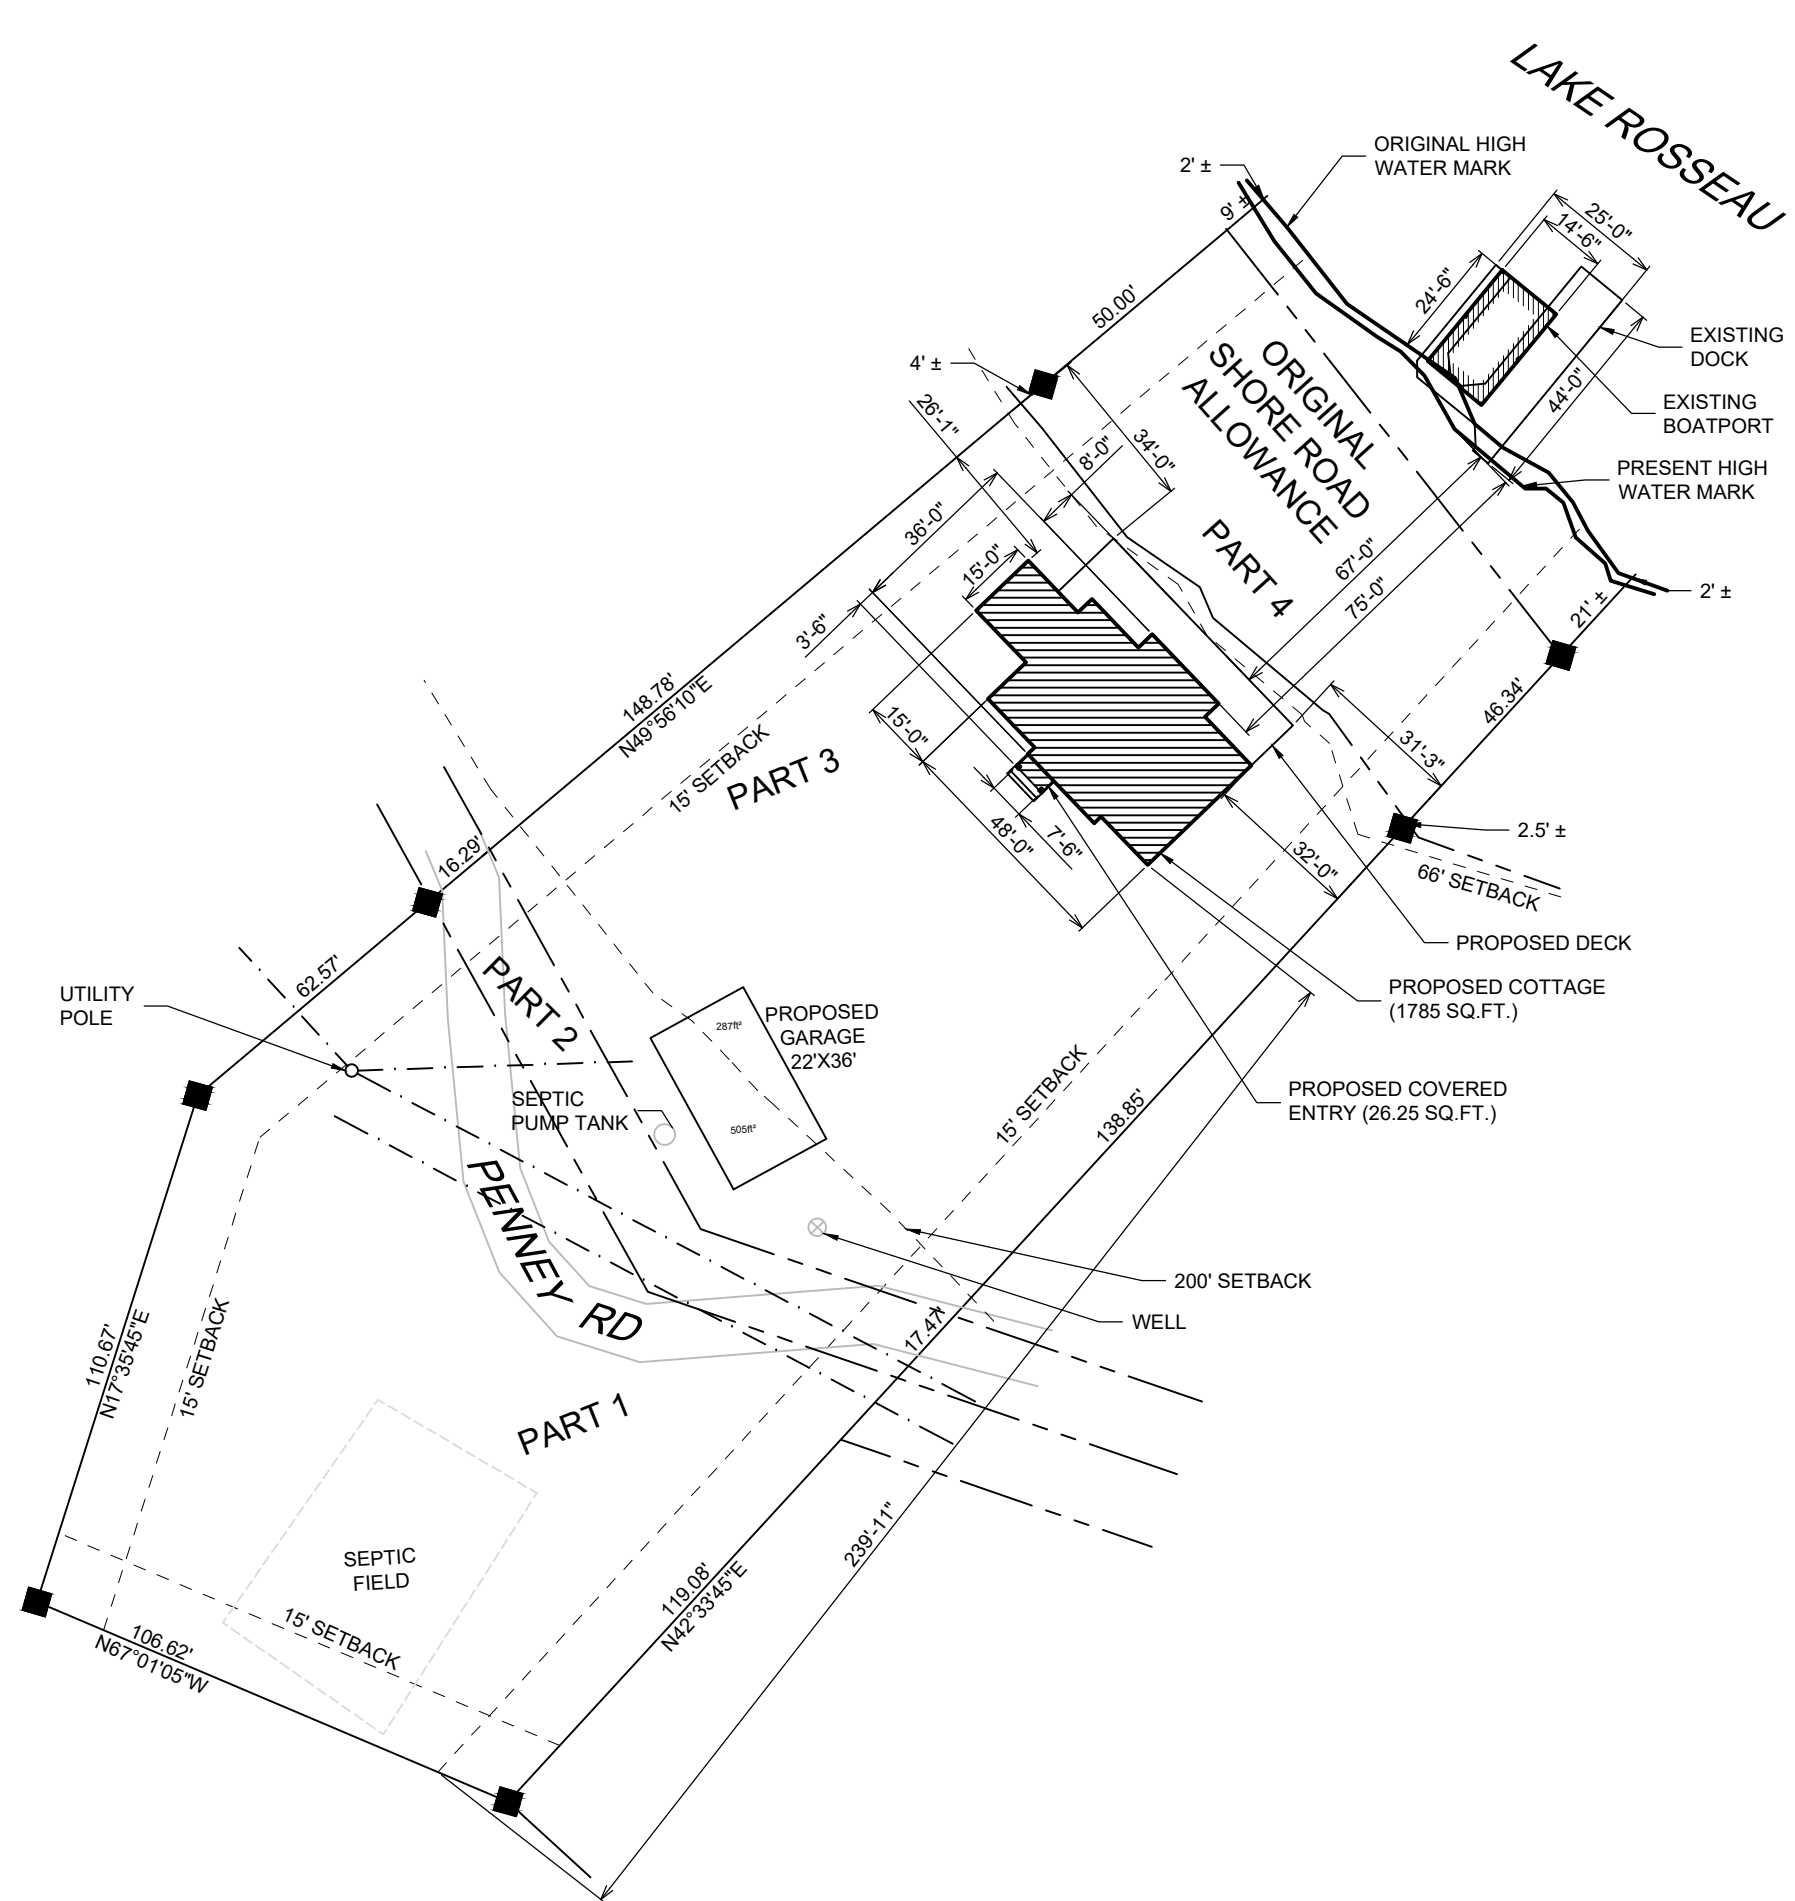 LAKE ROSSEAU
ORIGINAL HIGH
WATER MARK
2' ±
9' ±
25'-0"
14'-6"
24'-6"
50.00'
EXISTING
DOCK
4' ±
ORIGINAL
SHORE ROAD
ALLOWANCE
44'-0"
EXISTING
BOATPORT
26'-1"
34'-0"
8'-0"
PRESENT HIGH
WATER MARK
36'-0"
PART 4
67'-0"
75'-0"
15'-0"
2' ±
21' ±
3'-6"
148.78'
N49°56'10"E
46.34'
15' SETBACK
PART 3
15'-0"
31'-3"
48'-0"
7'-6"
2.5' ±
32'-0"
16.29'
66' SETBACK
PROPOSED DECK
62.57'
UTILITY
POLE
PART 2
PROPOSED
GARAGE
22'X36'
287ft²
PROPOSED COTTAGE
(1785 SQ.FT.)
SEPTIC
PUMP TANK
505ft²
15' SETBACK
138.85'
PROPOSED COVERED
ENTRY (26.25 SQ.FT.)
PENNEY RD
200' SETBACK
WELL
17.47'
110.67'
N17°35'45"E
15' SETBACK
PART 1
SEPTIC
FIELD
239'-11"
119.08'
N42°33'45"E
15' SETBACK
106.62'
N67°01'05"W